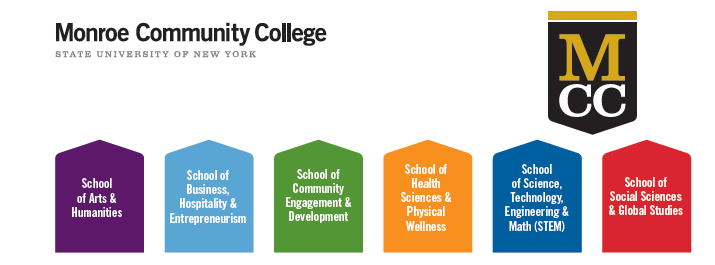 Monroe Community College
STATE UNIVERSITY OF NEW YORK
M
CC
School
of Arts &
Humanities
School of
Business,
Hospitality &
Entrepreneurism
School of
Community
Engagement &
Development
School of
Health
Sciences &
Physical
Wellness
School
of Science,
Technology,
Engineering &
Math (STEM)
School of
Social Sciences
& Global Studies